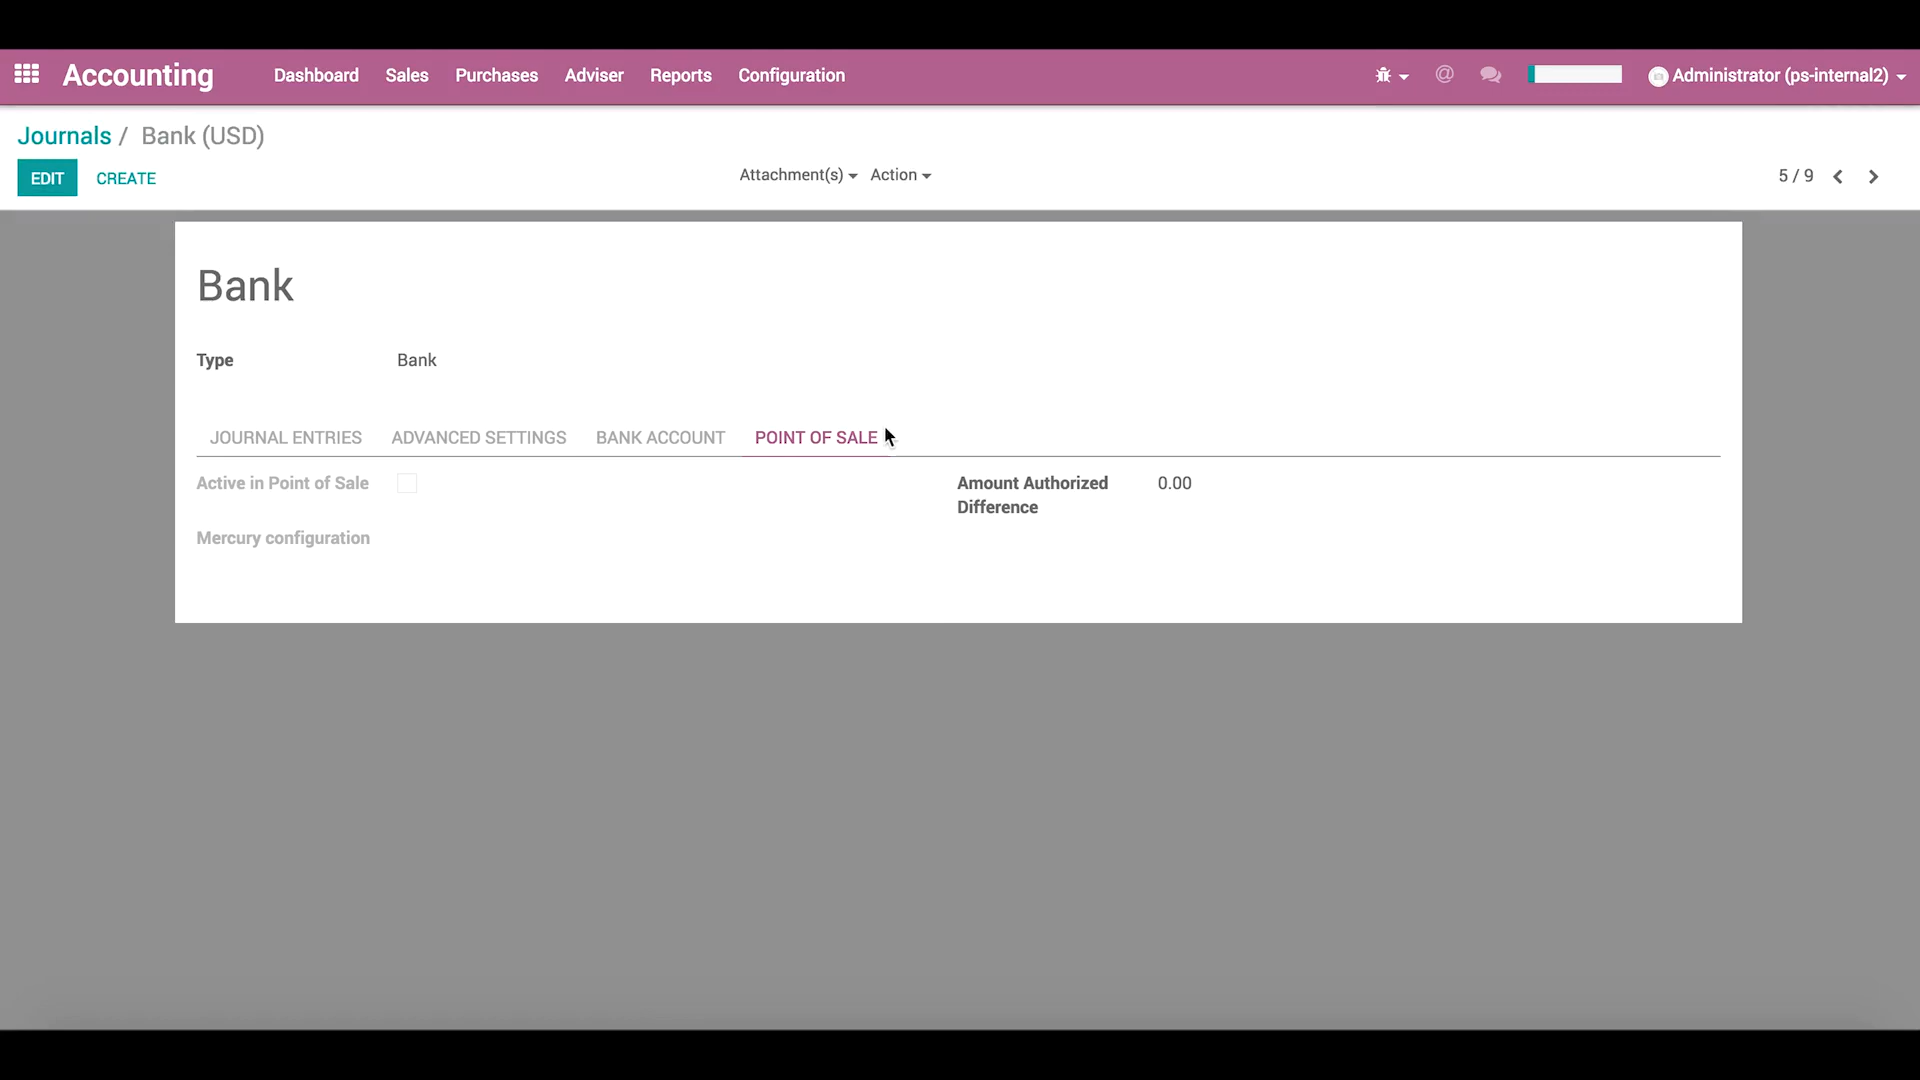 Accounting Dashboard Sales Purchases Adviser Reports Configuration @ Administrator (ps-internal2)
Journals / Bank (USD)
EDIT CREATE Attachment(s) Action 5 / 9
Bank
Type Bank
JOURNAL ENTRIES ADVANCED SETTINGS BANK ACCOUNT POINT OF SALE
Active in Point of Sale Amount Authorized 0.00
Difference
Mercury configuration